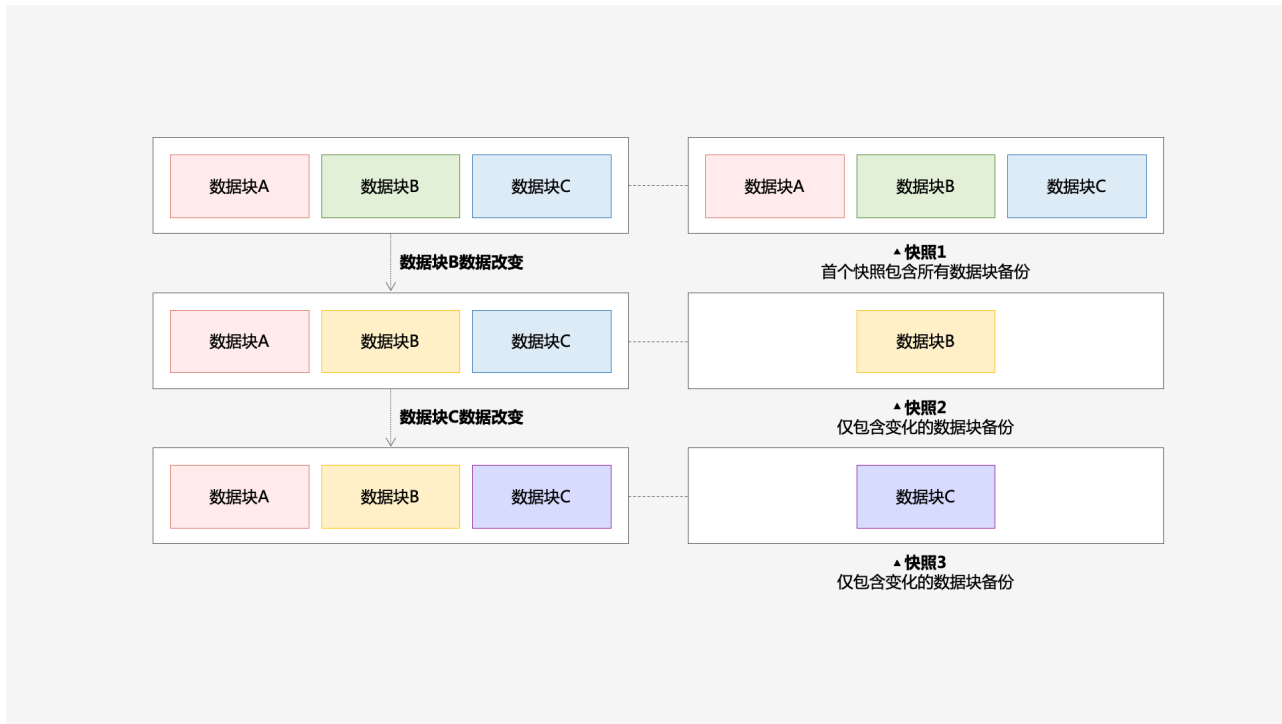 数据块A 数据块B 数据块C 数据块A 数据块B 数据块C
▲ 快照1
首个快照包含所有数据块备份
数据块B数据改变
数据块A 数据块B 数据块C 数据块B
▲ 快照2
仅包含变化的数据块备份
数据块C数据改变
数据块A 数据块B 数据块C 数据块C
▲ 快照3
仅包含变化的数据块备份